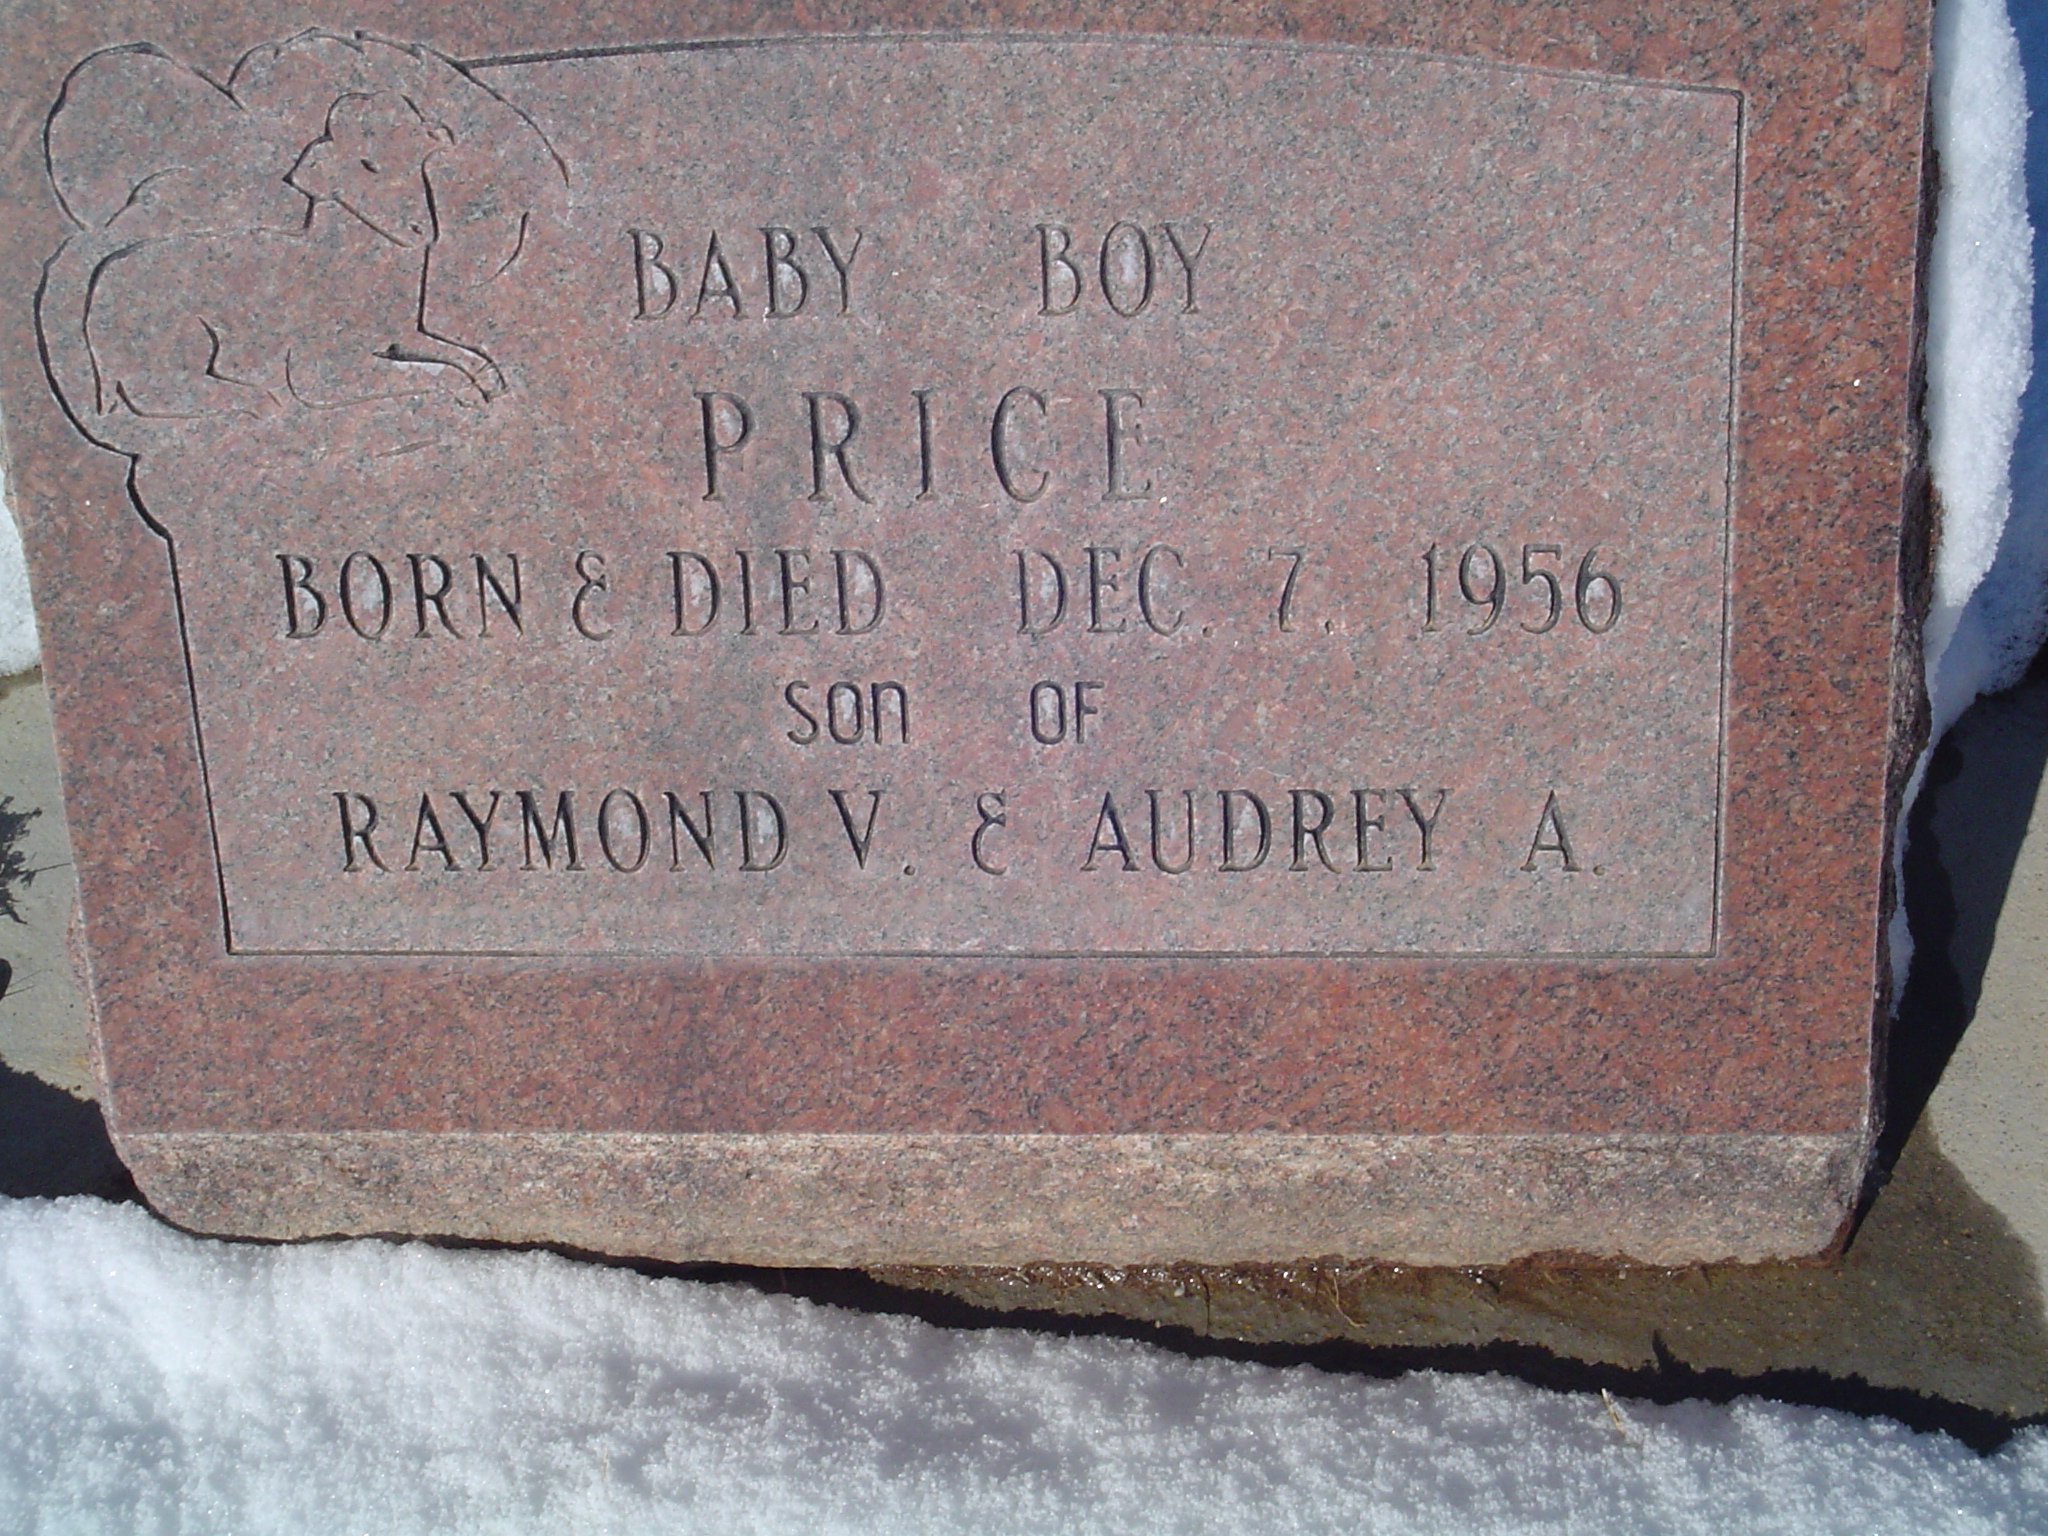 BABY BOY
PRICE
BORN & DIED DEC. 7. 1956
son OF
RAYMOND V. & AUDREY A.